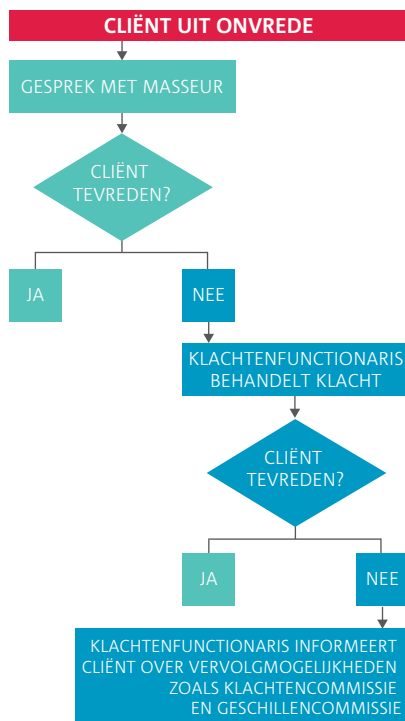 CLIËNT UIT ONVREDE
GESPREK MET MASSEUR
CLIËNT
TEVREDEN?
JA
NEE
KLACHTENFUNCTIONARIS
BEHANDELT KLACHT
CLIËNT
TEVREDEN?
JA
NEE
KLACHTENFUNCTIONARIS INFORMEERT
CLIËNT OVER VERVOLGMOGELIJKHEDEN
ZOALS KLACHTENCOMMISSIE
EN GESCHILLENCOMMISSIE